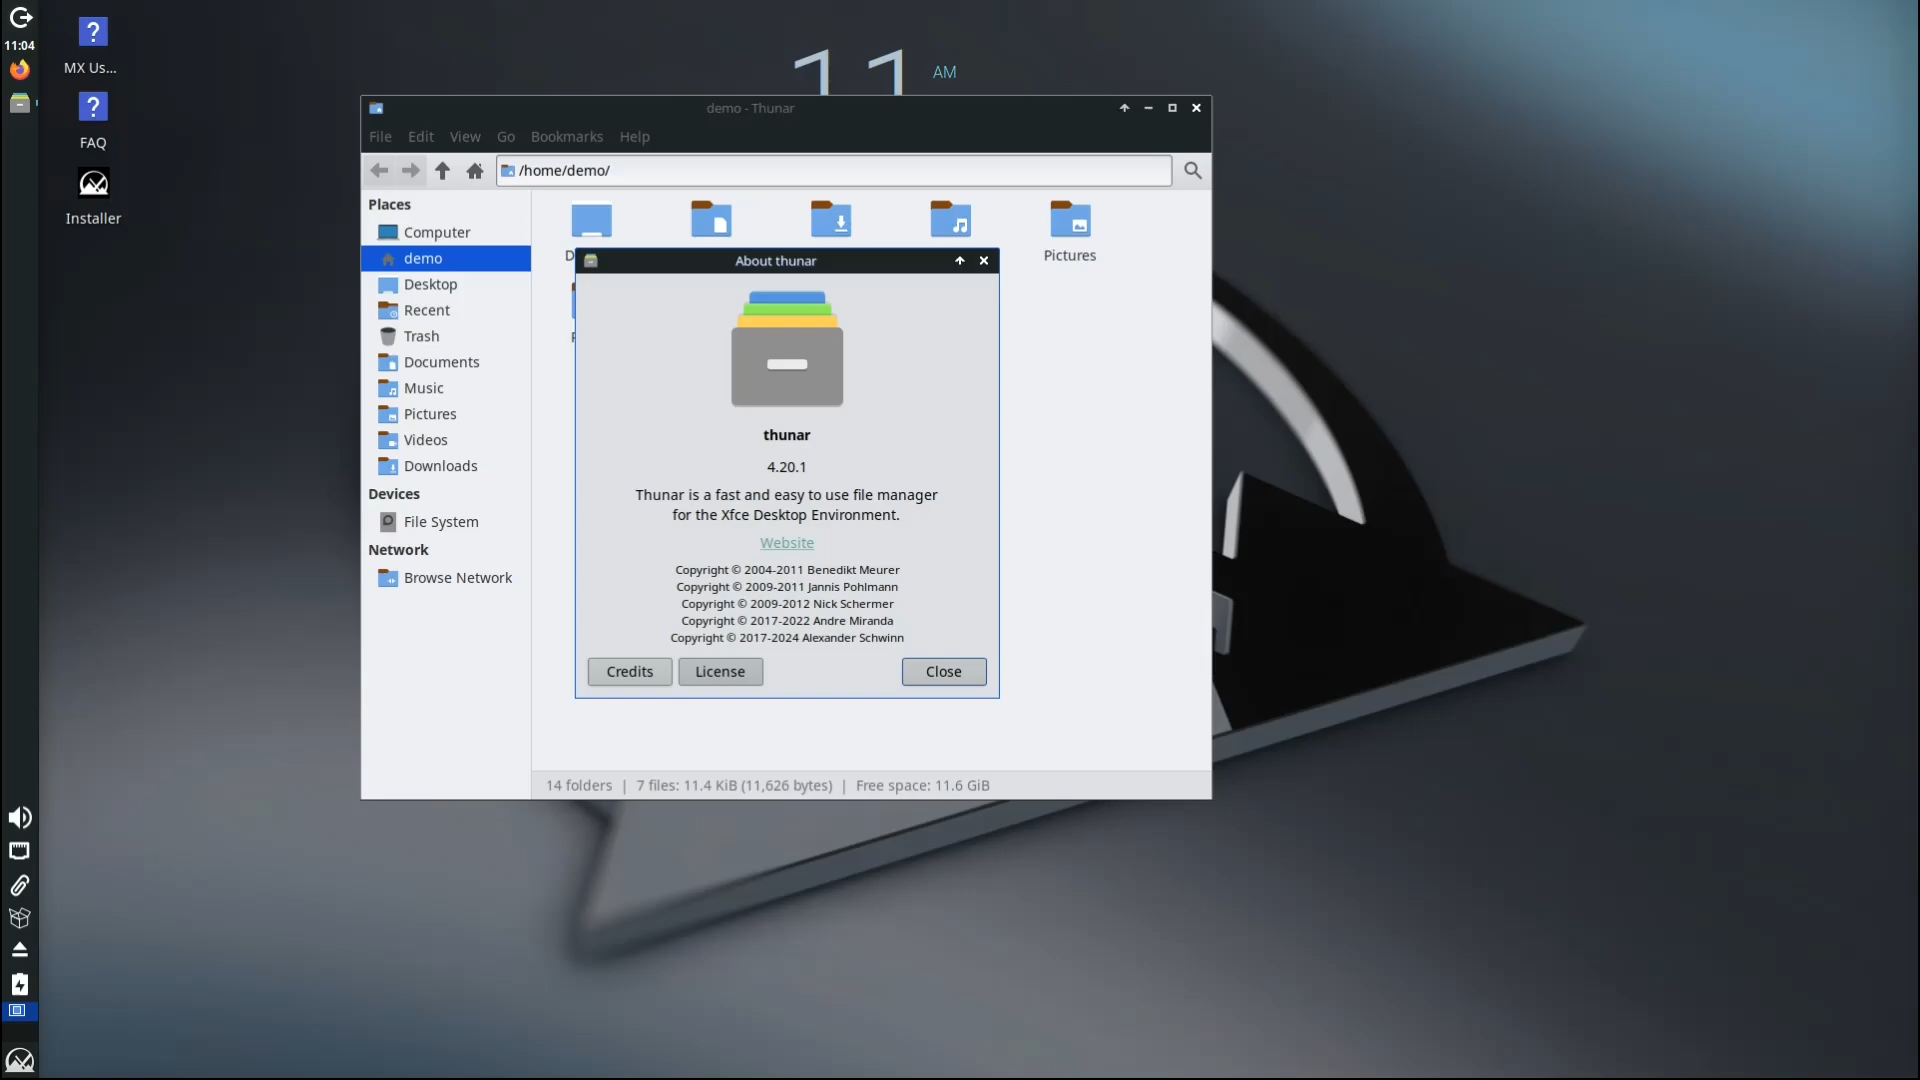 11:04
MX Us...
FAQ
Installer
11 AM
demo - Thunar
File Edit View Go Bookmarks Help
/home/demo/
Places
Computer
demo
Desktop
Recent
Trash
Documents
Music
Pictures
Videos
Downloads
Devices
File System
Network
Browse Network
Pictures
About thunar
thunar
4.20.1
Thunar is a fast and easy to use file manager
for the Xfce Desktop Environment.
Website
Copyright © 2004-2011 Benedikt Meurer
Copyright © 2009-2011 Jannis Pohlmann
Copyright © 2009-2012 Nick Schermer
Copyright © 2017-2022 Andre Miranda
Copyright © 2017-2024 Alexander Schwinn
Credits License Close
14 folders | 7 files: 11.4 KiB (11,626 bytes) | Free space: 11.6 GiB